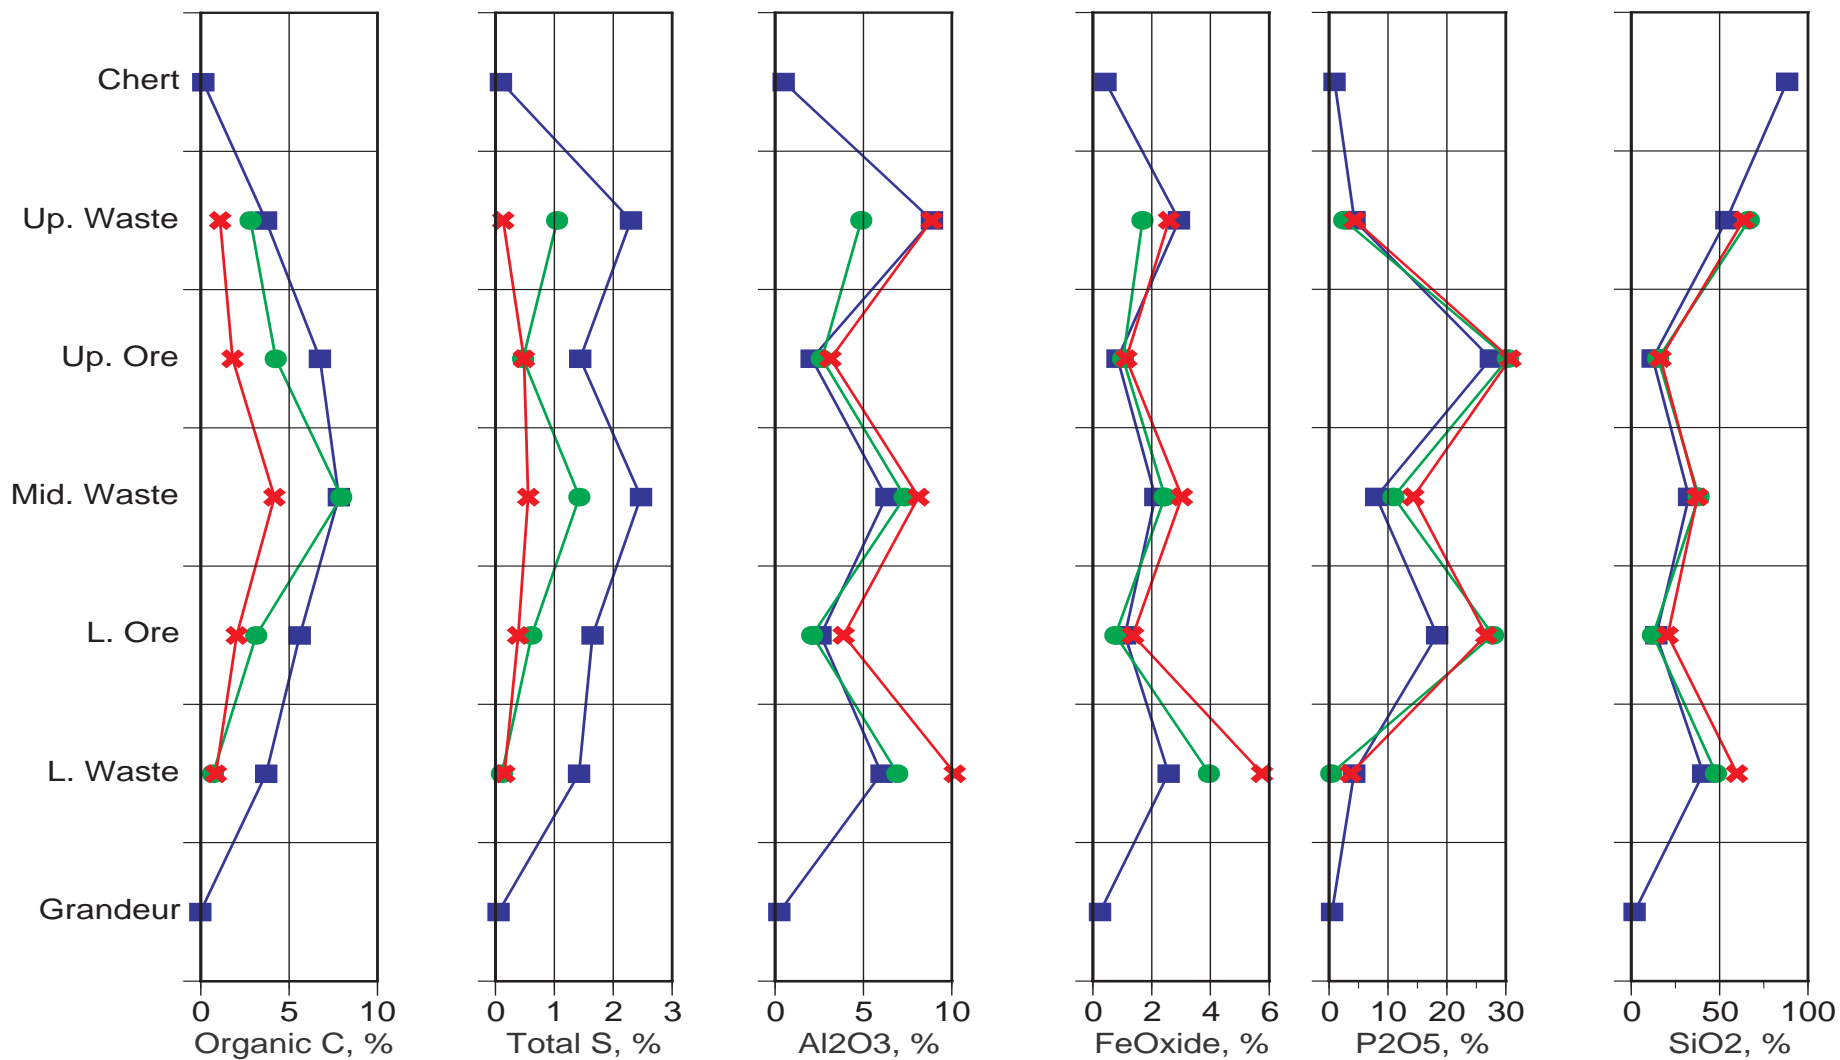 Chert
Up. Waste
Up. Ore
Mid. Waste
L. Ore
L. Waste
Grandeur
0 5 10 0 1 2 3 0 5 10 0 2 4 6 0 10 20 30 0 50 100
Organic C, % Total S, % Al2O3, % FeOxide, % P2O5, % SiO2, %